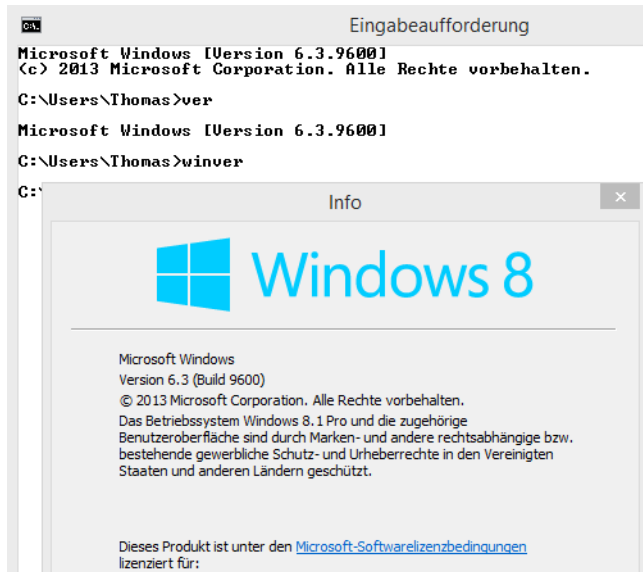 Eingabeaufforderung
Microsoft Windows [Version 6.3.9600]
(c) 2013 Microsoft Corporation. Alle Rechte vorbehalten.
C:\Users\Thomas>ver
Microsoft Windows [Version 6.3.9600]
C:\Users\Thomas>winver
C:\
Info
Windows 8
Microsoft Windows
Version 6.3 (Build 9600)
© 2013 Microsoft Corporation. Alle Rechte vorbehalten.
Das Betriebssystem Windows 8.1 Pro und die zugehörige
Benutzeroberfläche sind durch Marken- und andere rechtsabhängige bzw.
bestehende gewerbliche Schutz- und Urheberrechte in den Vereinigten
Staaten und anderen Ländern geschützt.
Dieses Produkt ist unter den Microsoft-Softwarelizenzbedingungen
lizenziert für: